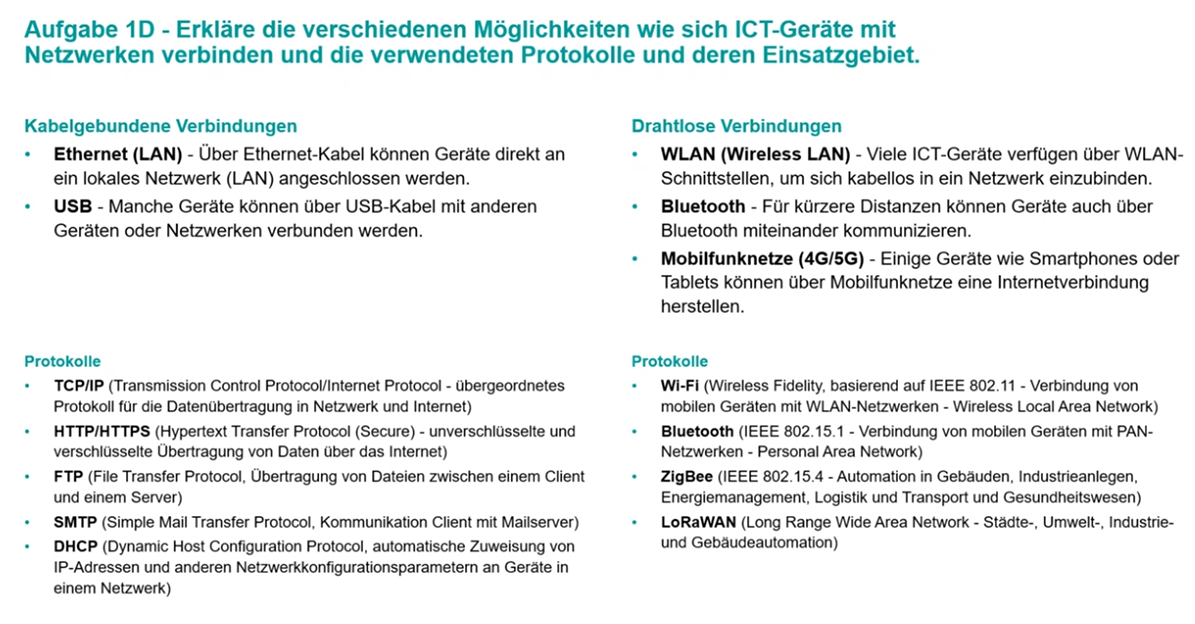 Aufgabe 1D - Erkläre die verschiedenen Möglichkeiten wie sich ICT-Geräte mit
Netzwerken verbinden und die verwendeten Protokolle und deren Einsatzgebiet.
Kabelgebundene Verbindungen
• Ethernet (LAN) - Über Ethernet-Kabel können Geräte direkt an
ein lokales Netzwerk (LAN) angeschlossen werden.
• USB - Manche Geräte können über USB-Kabel mit anderen
Geräten oder Netzwerken verbunden werden.
Drahtlose Verbindungen
• WLAN (Wireless LAN) - Viele ICT-Geräte verfügen über WLAN-
Schnittstellen, um sich kabellos in ein Netzwerk einzubinden.
• Bluetooth - Für kürzere Distanzen können Geräte auch über
Bluetooth miteinander kommunizieren.
• Mobilfunknetze (4G/5G) - Einige Geräte wie Smartphones oder
Tablets können über Mobilfunknetze eine Internetverbindung
herstellen.
Protokolle
• TCP/IP (Transmission Control Protocol/Internet Protocol - übergeordnetes
Protokoll für die Datenübertragung in Netzwerk und Internet)
• HTTP/HTTPS (Hypertext Transfer Protocol (Secure) - unverschlüsselte und
verschlüsselte Übertragung von Daten über das Internet)
• FTP (File Transfer Protocol, Übertragung von Dateien zwischen einem Client
und einem Server)
• SMTP (Simple Mail Transfer Protocol, Kommunikation Client mit Mailserver)
• DHCP (Dynamic Host Configuration Protocol, automatische Zuweisung von
IP-Adressen und anderen Netzwerkkonfigurationsparametern an Geräte in
einem Netzwerk)
Protokolle
• Wi-Fi (Wireless Fidelity, basierend auf IEEE 802.11 - Verbindung von
mobilen Geräten mit WLAN-Netzwerken - Wireless Local Area Network)
• Bluetooth (IEEE 802.15.1 - Verbindung von mobilen Geräten mit PAN-
Netzwerken - Personal Area Network)
• ZigBee (IEEE 802.15.4 - Automation in Gebäuden, Industrieanlegen,
Energiemanagement, Logistik und Transport und Gesundheitswesen)
• LoRaWAN (Long Range Wide Area Network - Städte-, Umwelt-, Industrie-
und Gebäudeautomation)